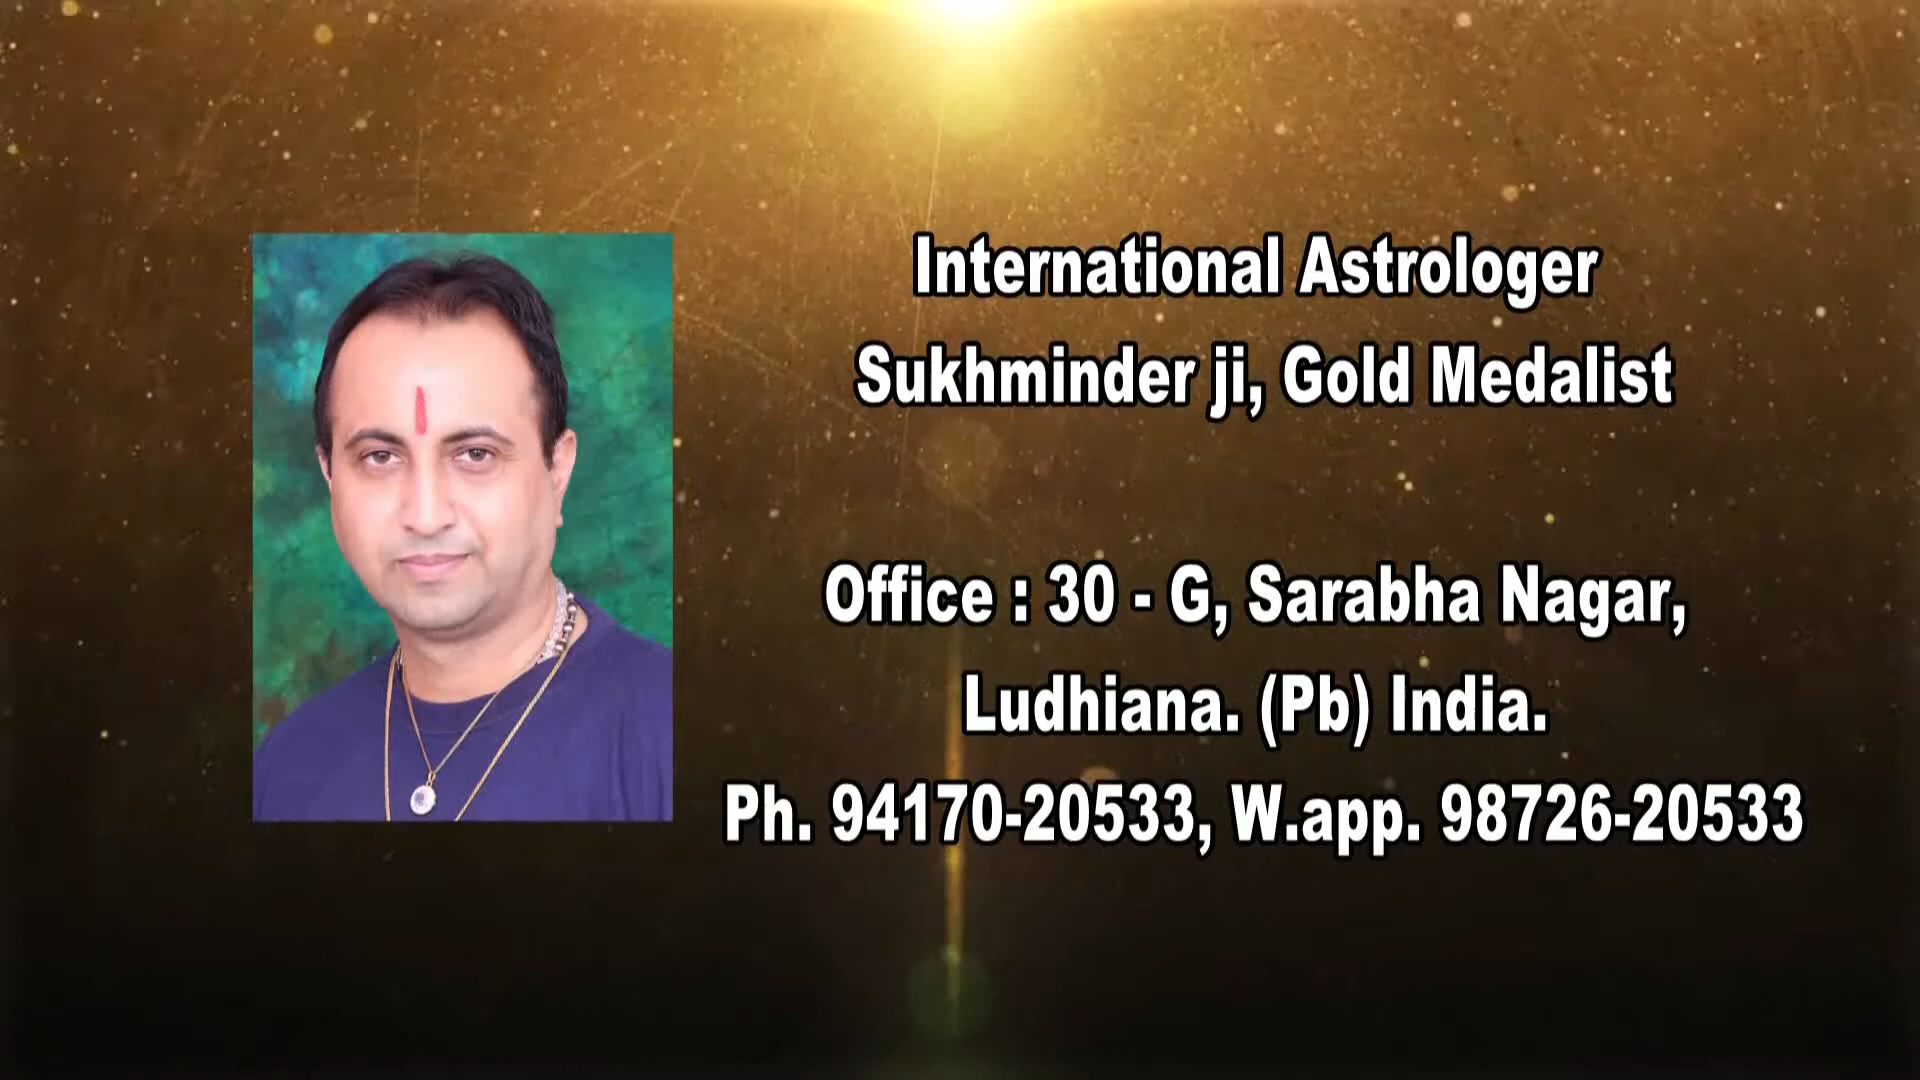 International Astrologer
Sukhminder ji, Gold Medalist
Office : 30 - G, Sarabha Nagar,
Ludhiana. (Pb) India.
Ph. 94170-20533, W.app. 98726-20533